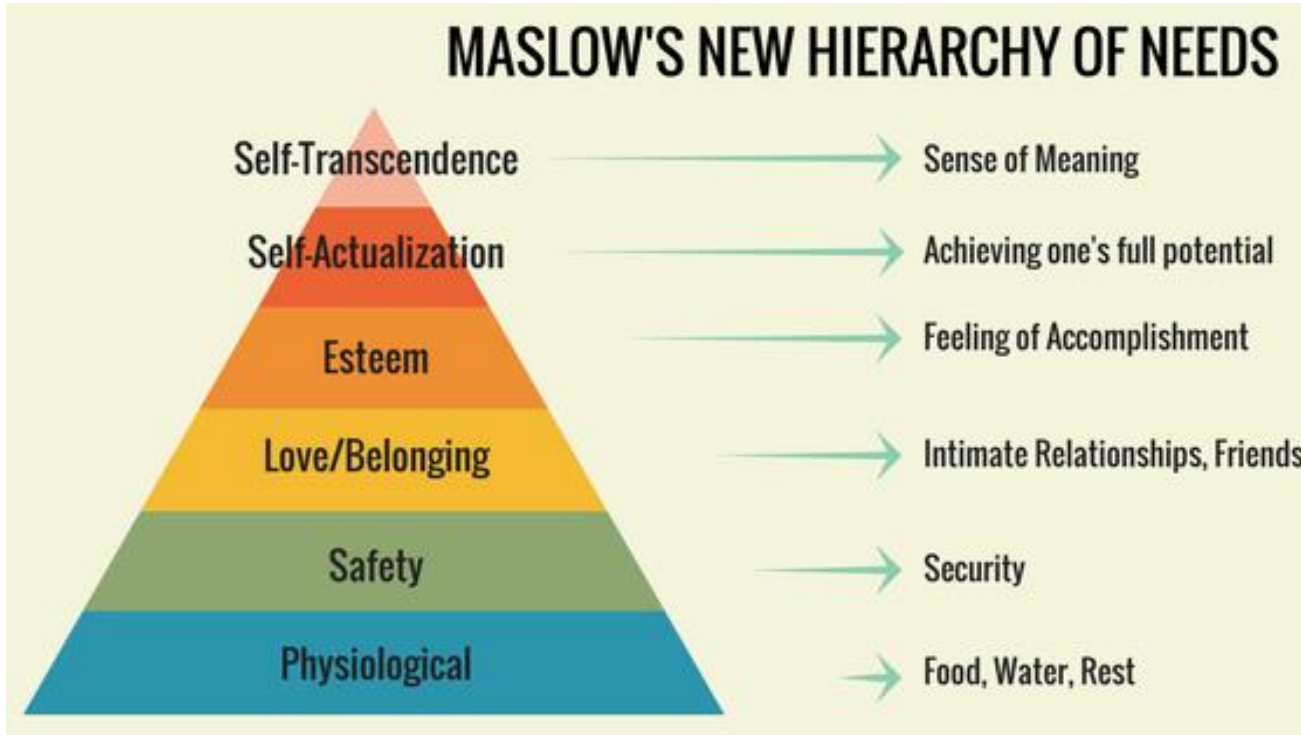 MASLOW'S NEW HIERARCHY OF NEEDS
Self-Transcendence
Sense of Meaning
Self-Actualization
Achieving one's full potential
Esteem
Feeling of Accomplishment
Love/Belonging
Intimate Relationships, Friends
Safety
Security
Physiological
Food, Water, Rest